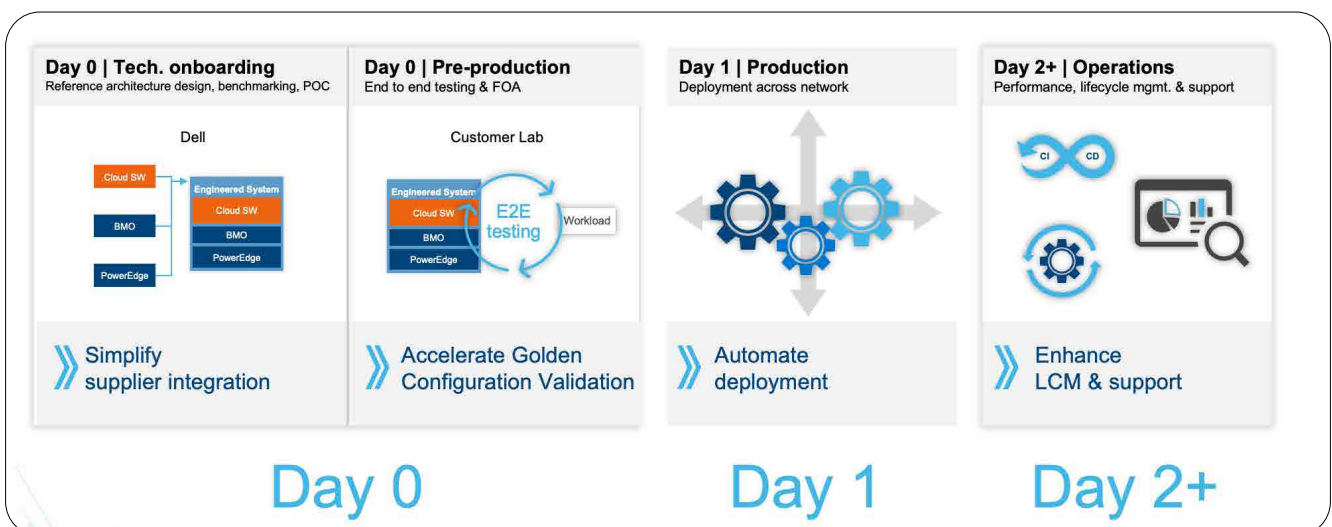 Day 0 | Tech. onboarding
Reference architecture design, benchmarking, POC
Dell
Cloud SW
BMO
PowerEdge
Engineered System
Cloud SW
BMO
PowerEdge
Simplify
supplier integration
Day 0 | Pre-production
End to end testing & FOA
Customer Lab
Engineered System
Cloud SW
BMO
PowerEdge
E2E
testing
Workload
Accelerate Golden
Configuration Validation
Day 1 | Production
Deployment across network
Automate
deployment
Day 2+ | Operations
Performance, lifecycle mgmt. & support
CI
CD
Enhance
LCM & support
Day 0
Day 1
Day 2+